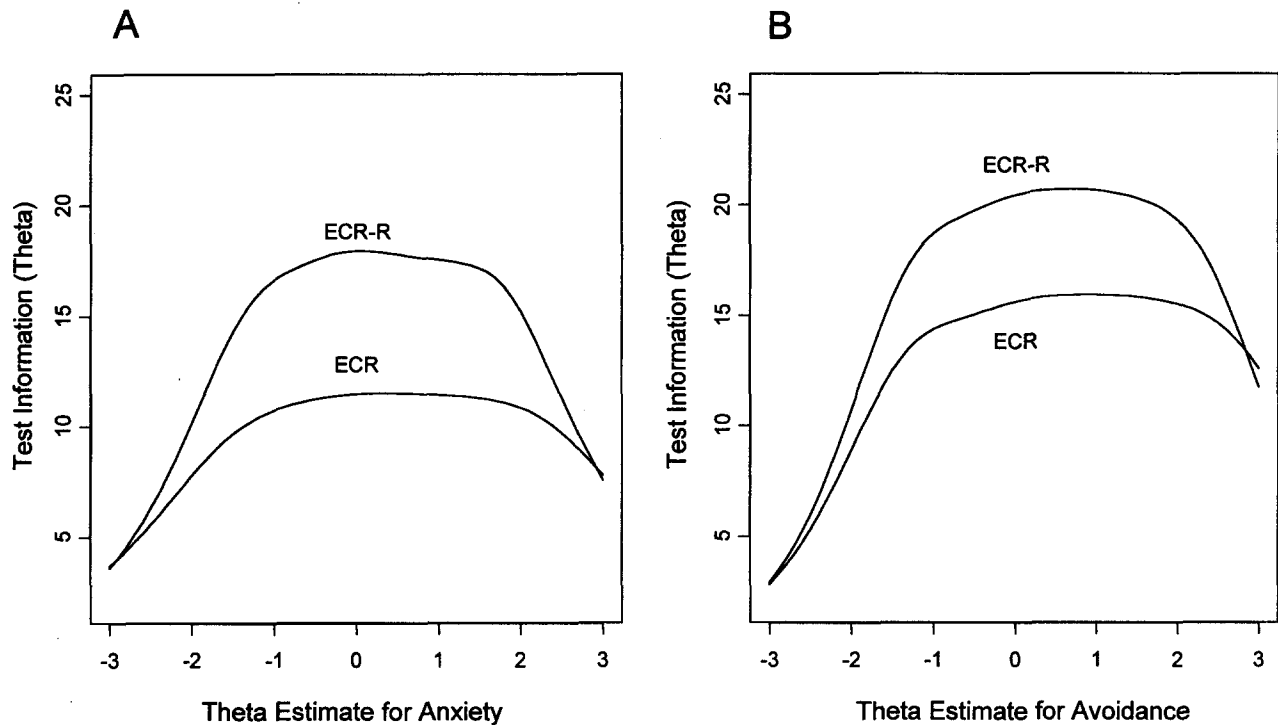 A
B
25
20
15
10
5
Test Information (Theta)
ECR-R
ECR
-3 -2 -1 0 1 2 3
Theta Estimate for Anxiety
25
20
15
10
5
Test Information (Theta)
ECR-R
ECR
-3 -2 -1 0 1 2 3
Theta Estimate for Avoidance